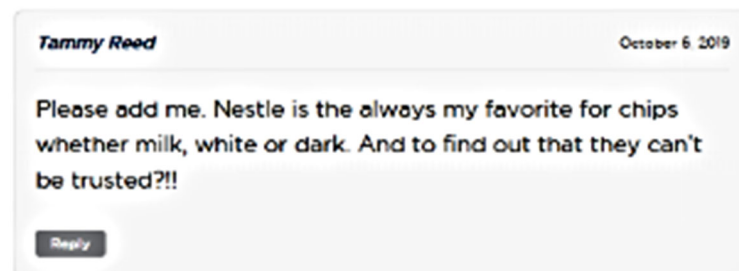 Tammy Reed
October 6, 2019
Please add me. Nestle is the always my favorite for chips
whether milk, white or dark. And to find out that they can't
be trusted?!!
Reply